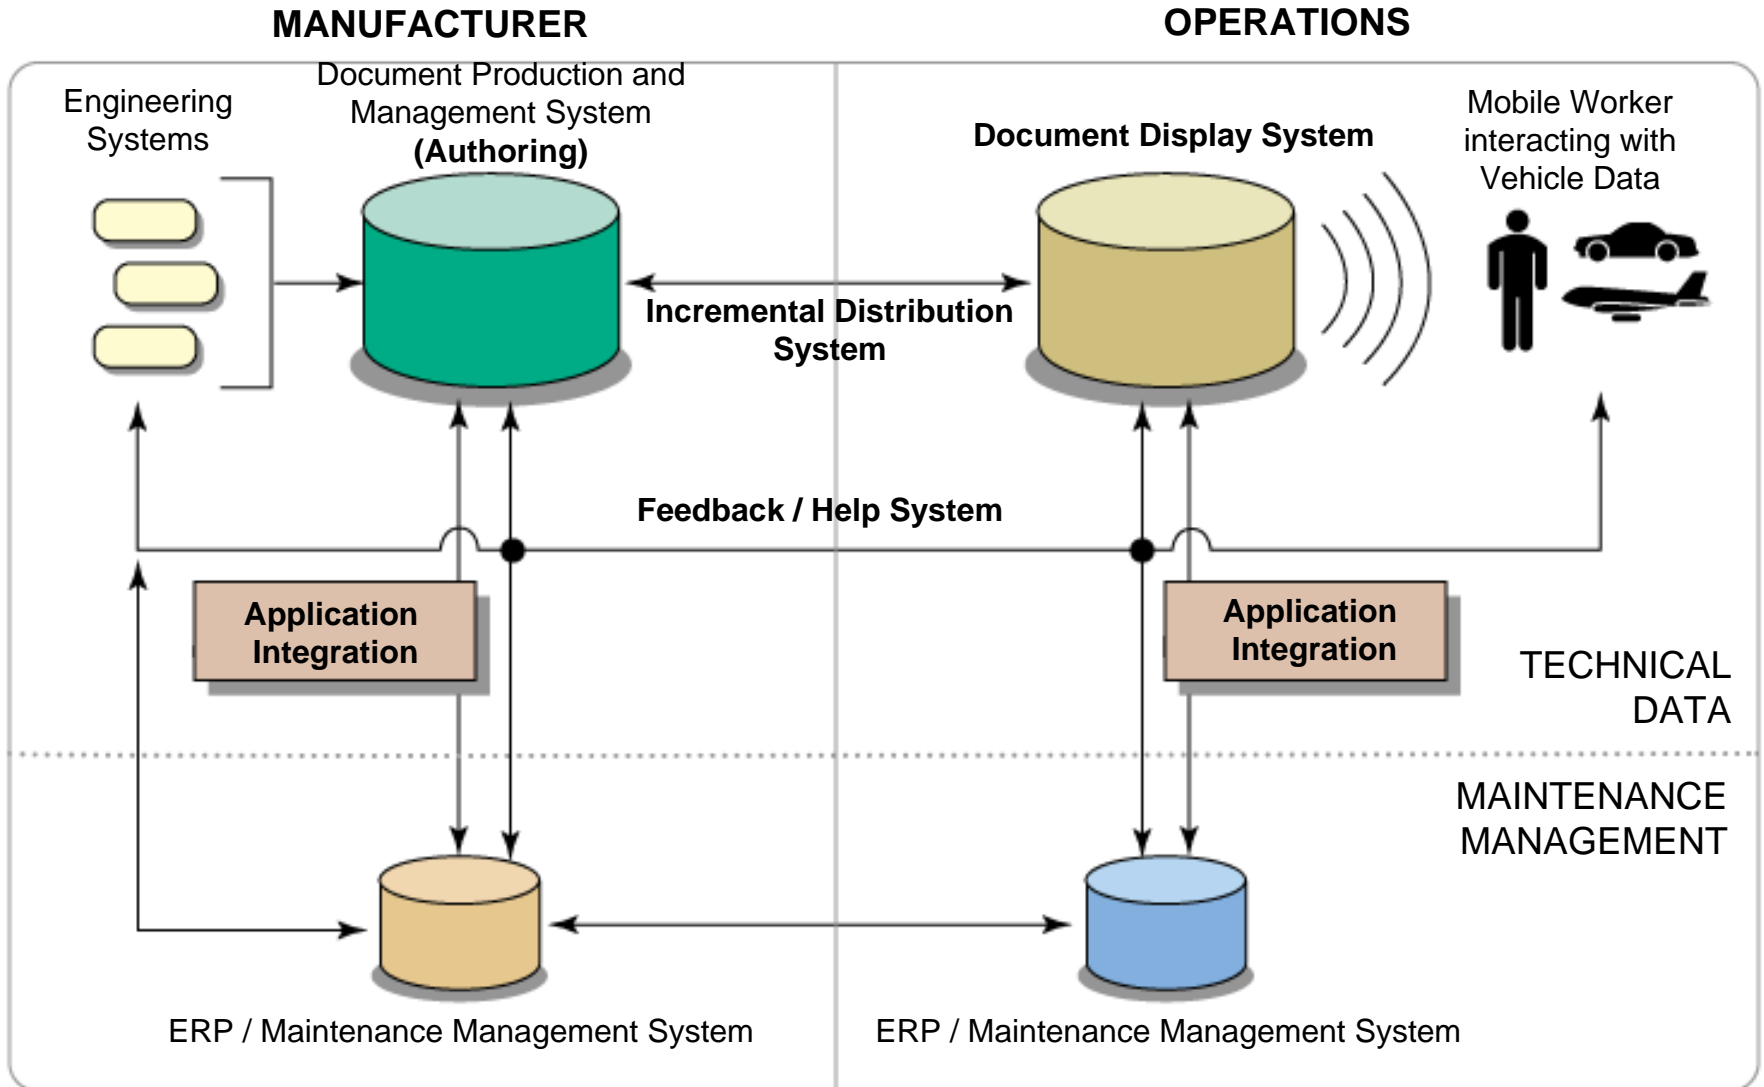 MANUFACTURER
OPERATIONS
Engineering
Systems
Document Production and
Management System
(Authoring)
Document Display System
Mobile Worker
interacting with
Vehicle Data
Incremental Distribution
System
Feedback / Help System
Application
Integration
Application
Integration
TECHNICAL
DATA
MAINTENANCE
MANAGEMENT
ERP / Maintenance Management System
ERP / Maintenance Management System